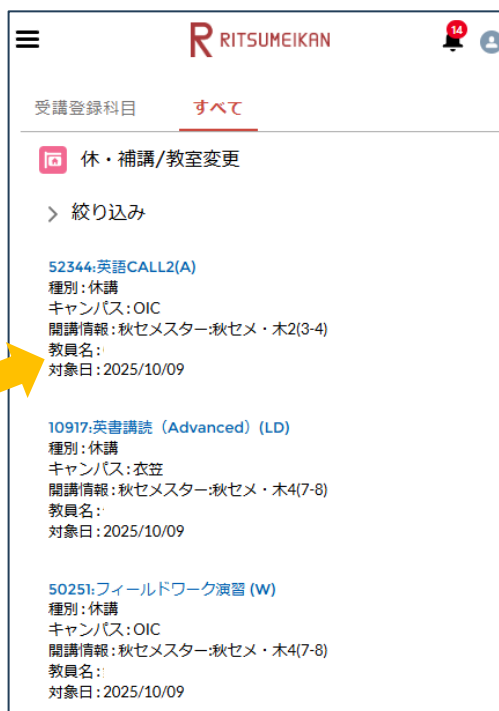 RITSUMEIKAN
14
受講登録科目 すべて
休・補講/教室変更
絞り込み
52344:英語CALL2(A)
種別:休講
キャンパス:OIC
開講情報:秋セメスター:秋セメ・木2(3-4)
教員名:
対象日:2025/10/09
10917:英書講読（Advanced）(LD)
種別:休講
キャンパス:衣笠
開講情報:秋セメスター:秋セメ・木4(7-8)
教員名:
対象日:2025/10/09
50251:フィールドワーク演習 (W)
種別:休講
キャンパス:OIC
開講情報:秋セメスター:秋セメ・木4(7-8)
教員名:
対象日:2025/10/09